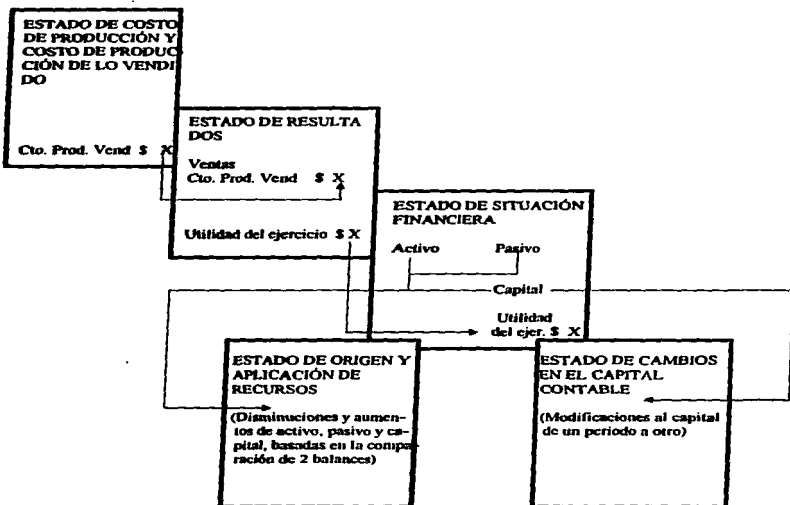 ESTADO DE COSTO
DE PRODUCCIÓN Y
COSTO DE PRODUC
CIÓN DE LO VENDI
DO
Cto. Prod. Vend $ X
ESTADO DE RESULTA
DOS
Ventas
Cto. Prod. Vend $ X
Utilidad del ejercicio $ X
ESTADO DE SITUACIÓN
FINANCIERA
Activo Pasivo
Capital
Utilidad
del ejer. $ X
ESTADO DE ORIGEN Y
APLICACIÓN DE
RECURSOS
(Disminuciones y aumen-
tos de activo, pasivo y ca-
pital, basadas en la compa
ración de 2 balances)
ESTADO DE CAMBIOS
EN EL CAPITAL
CONTABLE
(Modificaciones al capital
de un periodo a otro)